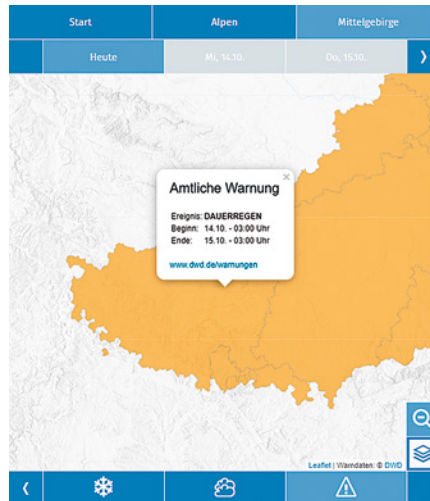 Start Alpen Mittelgebirge
Heute Mi, 14.10. Do, 15.10.
Amtliche Warnung
Ereignis: DAUERREGEN
Beginn: 14.10. - 03:00 Uhr
Ende: 15.10. - 03:00 Uhr
www.dwd.de/warnungen
Leaflet | Warndaten: © DWD